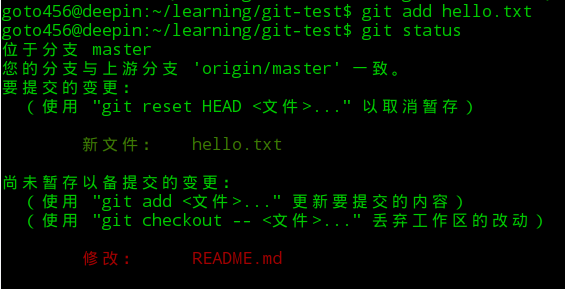 goto456@deepin:~/learning/git-test$ git add hello.txt
goto456@deepin:~/learning/git-test$ git status
位于分支 master
您的分支与上游分支 'origin/master' 一致。
要提交的变更：
（使用 "git reset HEAD <文件>..." 以取消暂存）
新文件： hello.txt
尚未暂存以备提交的变更：
（使用 "git add <文件>..." 更新要提交的内容）
（使用 "git checkout -- <文件>..." 丢弃工作区的改动）
修改： README.md